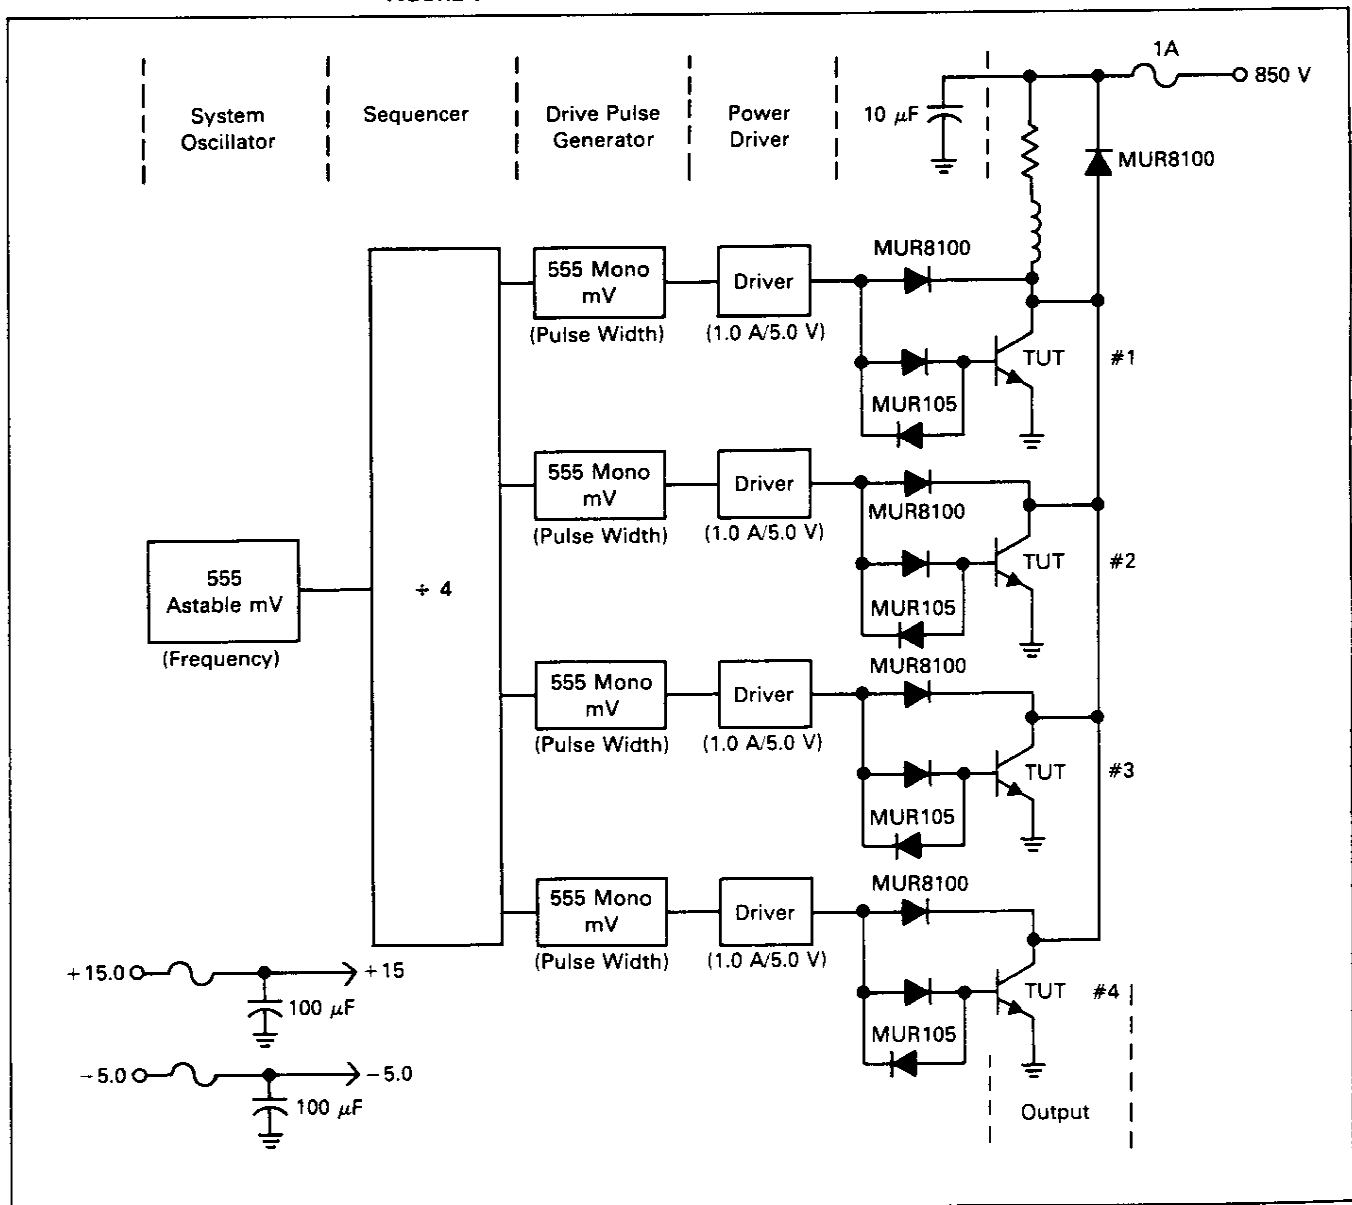 1A
850 V
System
Oscillator
Sequencer
Drive Pulse
Generator
Power
Driver
10 μF
MUR8100
MUR8100
555 Mono
mV
(Pulse Width)
Driver
(1.0 A/5.0 V)
TUT
#1
MUR105
555 Mono
mV
(Pulse Width)
Driver
(1.0 A/5.0 V)
MUR8100
TUT
#2
MUR105
555
Astable mV
(Frequency)
÷ 4
MUR8100
555 Mono
mV
(Pulse Width)
Driver
(1.0 A/5.0 V)
TUT
#3
MUR105
MUR8100
555 Mono
mV
(Pulse Width)
Driver
(1.0 A/5.0 V)
TUT
#4
MUR105
+15.0
+15
100 μF
−5.0
−5.0
100 μF
Output